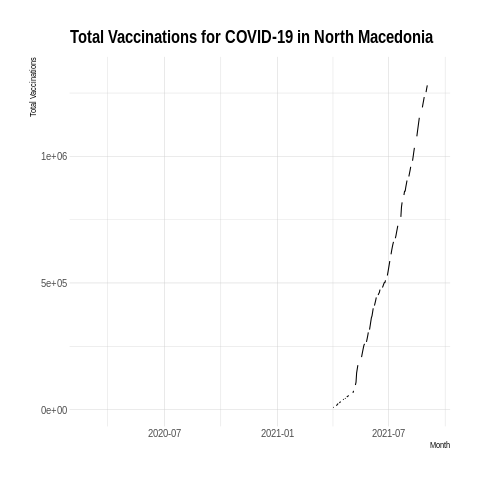 Total Vaccinations for COVID-19 in North Macedonia
Total Vaccinations
1e+06
5e+05
0e+00
2020-07 2021-01 2021-07
Month